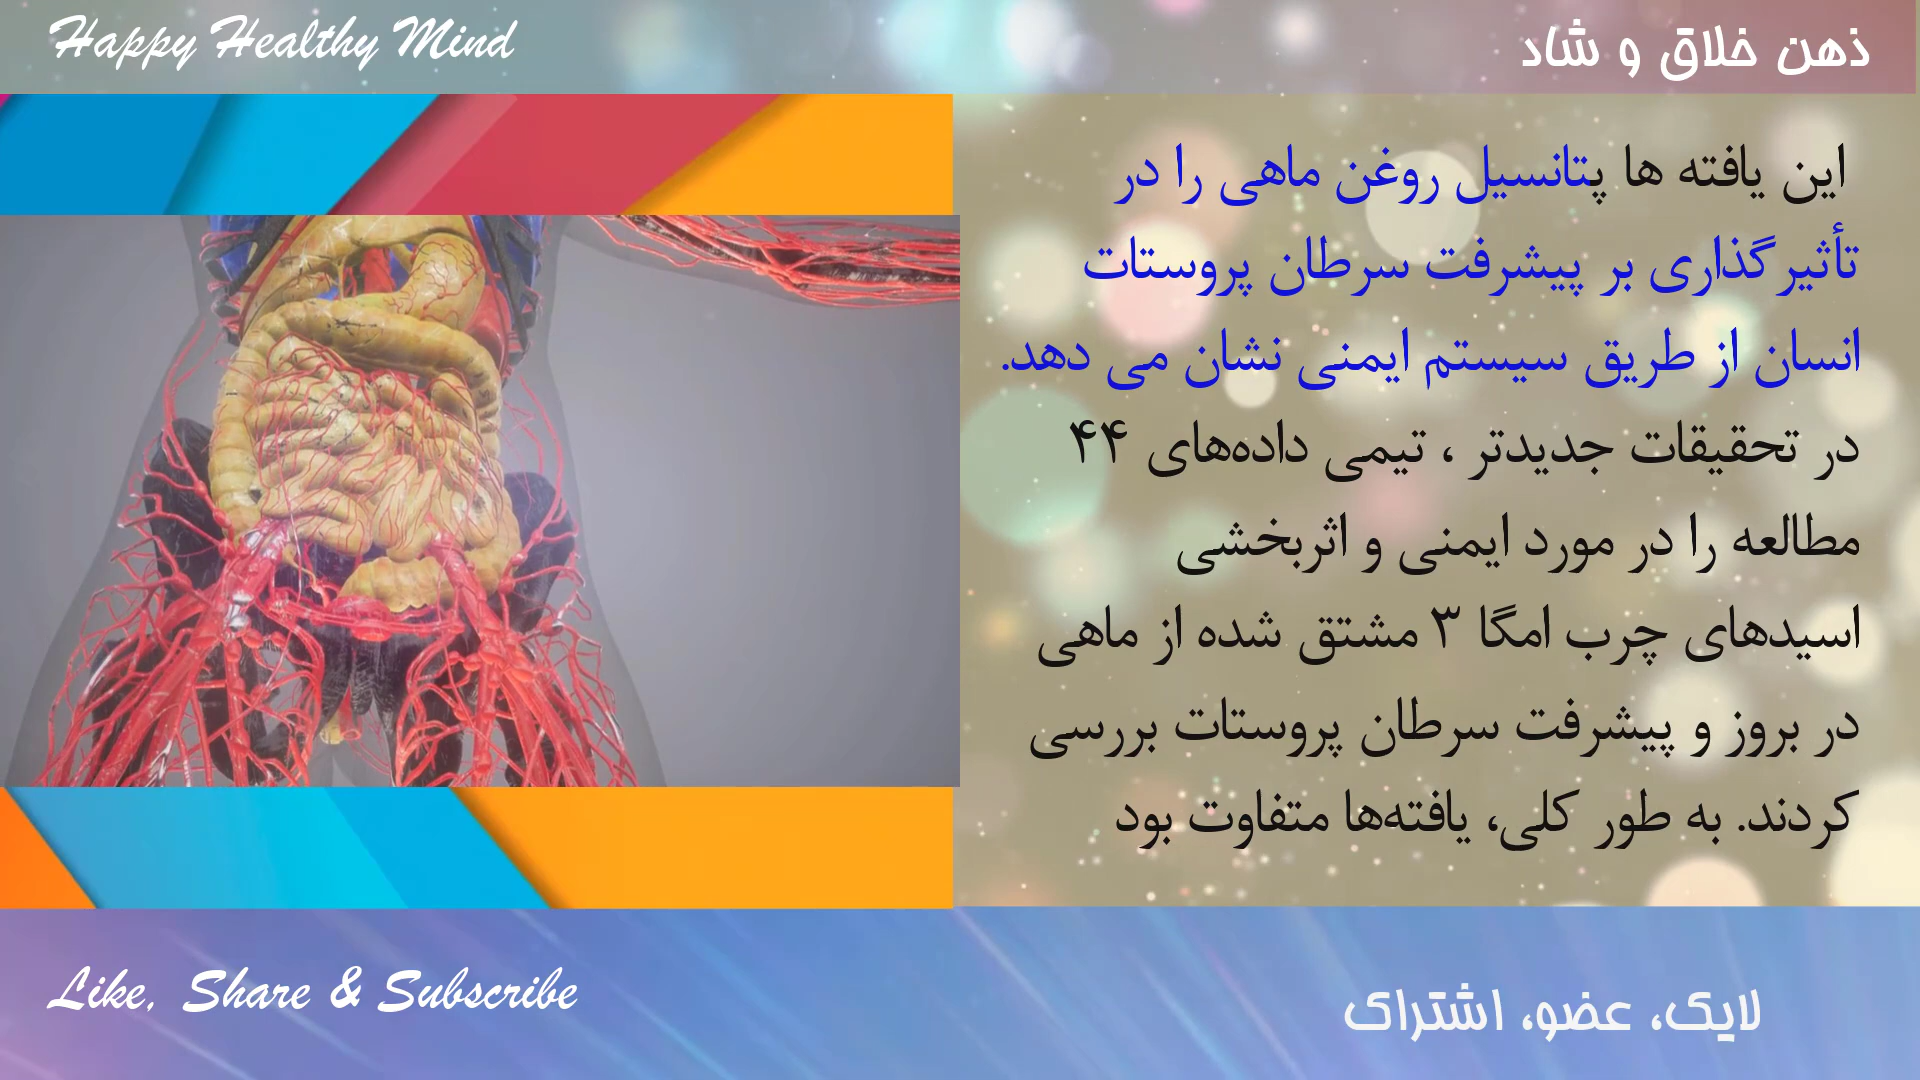 Happy Healthy Mind
ذهن خلاق و شاد
این یافته ها پتانسیل روغن ماهی را در
تأثیرگذاری بر پیشرفت سرطان پروستات
انسان از طریق سیستم ایمنی نشان می دهد.
در تحقیقات جدیدتر ، تیمی داده‌های ۴۴
مطالعه را در مورد ایمنی و اثربخشی
اسیدهای چرب امگا ۳ مشتق شده از ماهی
در بروز و پیشرفت سرطان پروستات بررسی
کردند. به طور کلی، یافته‌ها متفاوت بود
Like, Share & Subscribe
لایک، عضو، اشتراک